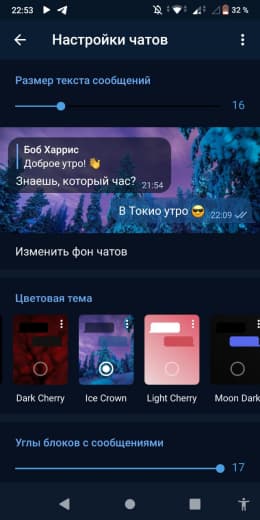 22:53
32 %
Настройки чатов
Размер текста сообщений
16
Боб Харрис
Доброе утро! 👋
Знаешь, который час? 21:54
В Токио утро 😎 22:09
Изменить фон чатов
Цветовая тема
Dark Cherry
Ice Crown
Light Cherry
Moon Dark
Углы блоков с сообщениями
17